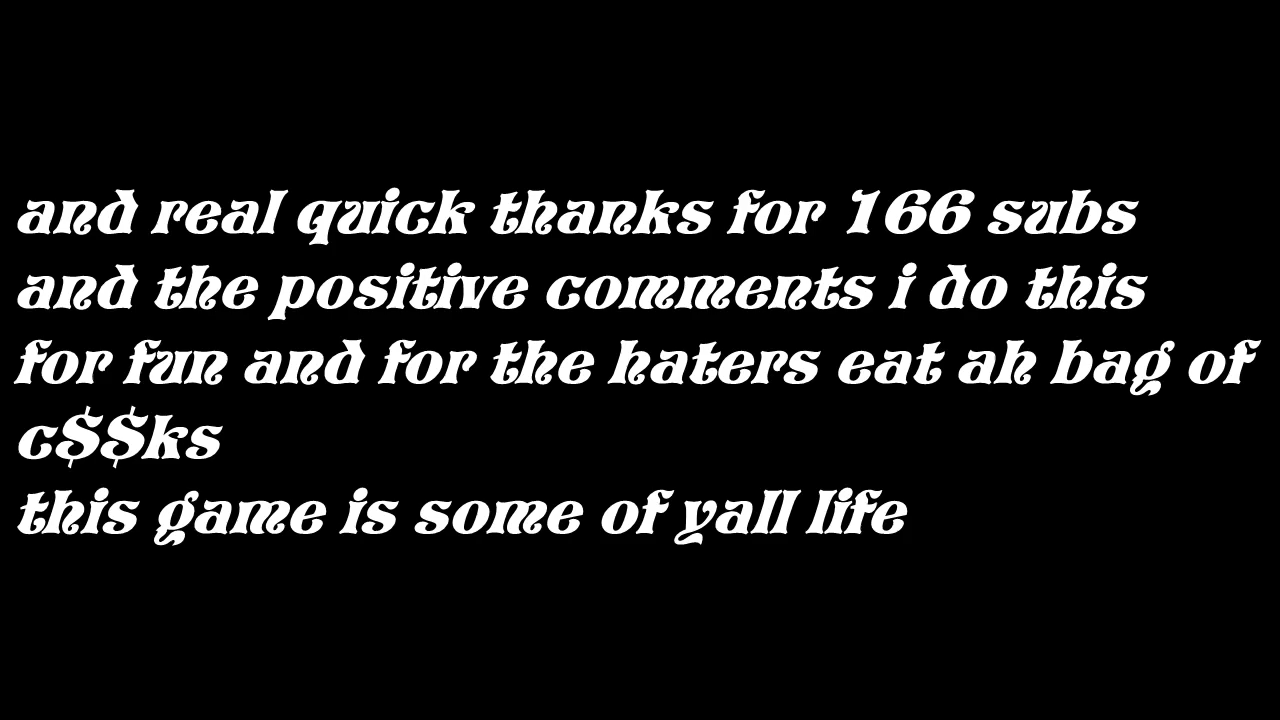 and real quick thanks for 166 subs
and the positive comments i do this
for fun and for the haters eat ah bag of
c$$ks
this game is some of yall life